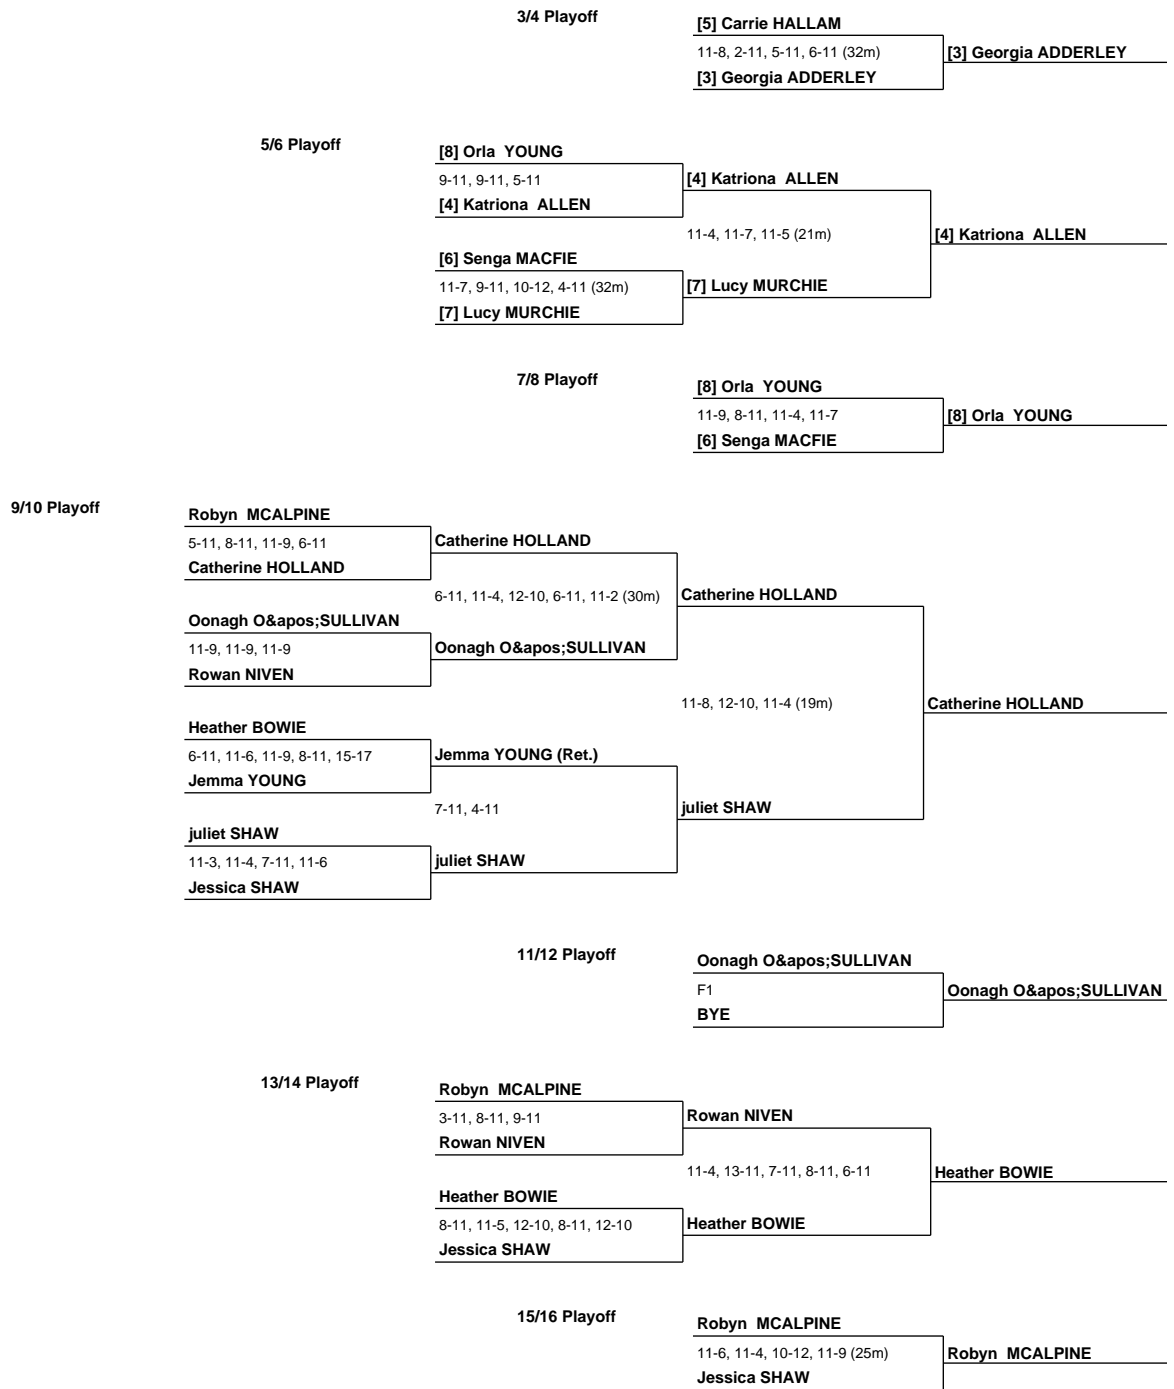 3/4 Playoff
[5] Carrie HALLAM
11-8, 2-11, 5-11, 6-11 (32m)
[3] Georgia ADDERLEY
[3] Georgia ADDERLEY
5/6 Playoff
[8] Orla  YOUNG
9-11, 9-11, 5-11
[4] Katriona  ALLEN
[4] Katriona  ALLEN
11-4, 11-7, 11-5 (21m)
[4] Katriona  ALLEN
[6] Senga MACFIE
11-7, 9-11, 10-12, 4-11 (32m)
[7] Lucy MURCHIE
[7] Lucy MURCHIE
7/8 Playoff
[8] Orla  YOUNG
11-9, 8-11, 11-4, 11-7
[8] Orla  YOUNG
[6] Senga MACFIE
9/10 Playoff
Robyn  MCALPINE
5-11, 8-11, 11-9, 6-11
Catherine HOLLAND
Catherine HOLLAND
6-11, 11-4, 12-10, 6-11, 11-2 (30m)
Catherine HOLLAND
Oonagh O&apos;SULLIVAN
11-9, 11-9, 11-9
Oonagh O&apos;SULLIVAN
Rowan NIVEN
11-8, 12-10, 11-4 (19m)
Catherine HOLLAND
Heather BOWIE
6-11, 11-6, 11-9, 8-11, 15-17
Jemma YOUNG (Ret.)
Jemma YOUNG
7-11, 4-11
juliet SHAW
juliet SHAW
11-3, 11-4, 7-11, 11-6
juliet SHAW
Jessica SHAW
11/12 Playoff
Oonagh O&apos;SULLIVAN
F1
Oonagh O&apos;SULLIVAN
BYE
13/14 Playoff
Robyn  MCALPINE
3-11, 8-11, 9-11
Rowan NIVEN
Rowan NIVEN
11-4, 13-11, 7-11, 8-11, 6-11
Heather BOWIE
Heather BOWIE
8-11, 11-5, 12-10, 8-11, 12-10
Heather BOWIE
Jessica SHAW
15/16 Playoff
Robyn  MCALPINE
11-6, 11-4, 10-12, 11-9 (25m)
Robyn  MCALPINE
Jessica SHAW